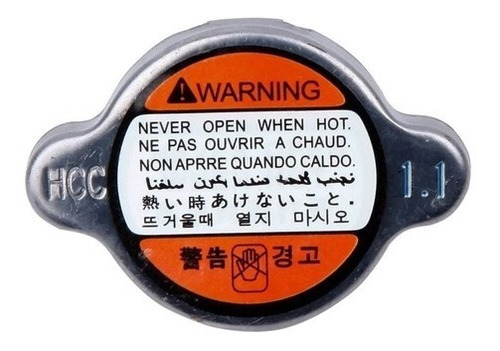 WARNING
NEVER OPEN WHEN HOT.
NE PAS OUVRIR A CHAUD.
NON APRRE QUANDO CALDO.
HCC
1.1
熱い時あけないこと.
뜨거울때 열지 마시오
警告 경고